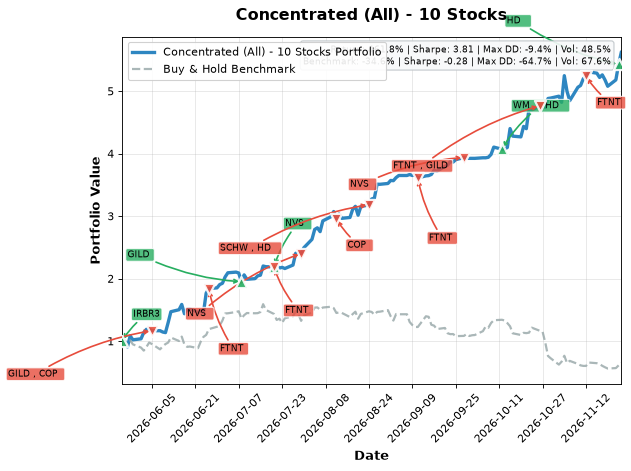 Concentrated (All) - 10 Stocks
HD
Concentrated (All) - 10 Stocks Portfolio
.8% | Sharpe: 3.81 | Max DD: -9.4% | Vol: 48.5%
Buy & Hold Benchmark
| Sharpe: -0.28 | Max DD: -64.7% | Vol: 67.6%
5
4
3
2
1
FTNT
WM
HD
FTNT , GILD
NVS
NVS
SCHW , HD
COP
FTNT
GILD
IRBR3
NVS
FTNT
FTNT
GILD , COP
Portfolio Value
2026-06-05
2026-06-21
2026-07-07
2026-07-23
2026-08-08
2026-08-24
2026-09-09
2026-09-25
2026-10-11
2026-10-27
2026-11-12
Date